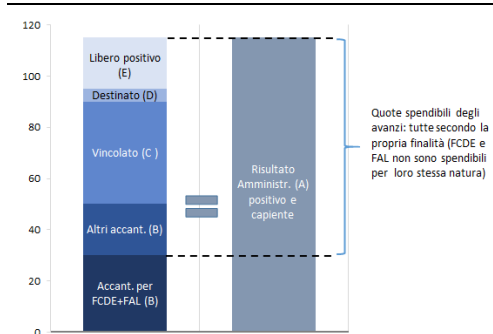 120
100
80
60
40
20
0
Libero positivo
(E)
Destinato (D)
Vincolato (C )
Altri accant. (B)
Accant. per
FCDE+FAL (B)
Risultato
Amministr. (A)
positivo e
capiente
Quote spendibili degli
avanzi: tutte secondo la
propria finalità (FCDE e
FAL non sono spendibili
per loro stessa natura)